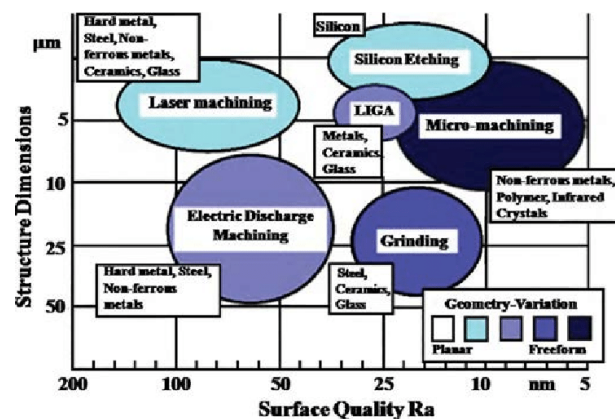 Hard metal,
Steel, Non-
ferrous metals,
Ceramics, Glass
Silicon
μm
Silicon Etching
Laser machining
LIGA
Micro-machining
5
Metals,
Ceramics,
Glass
10
Non-ferrous metals,
Polymer, Infrared
Crystals
Electric Discharge
Machining
Grinding
25
Hard metal, Steel,
Non-ferrous
metals
Steel,
Ceramics,
Glass
50
Geometry-Variation
Planar Freeform
Structure Dimensions
200 100 50 25 10 nm 5
Surface Quality Ra